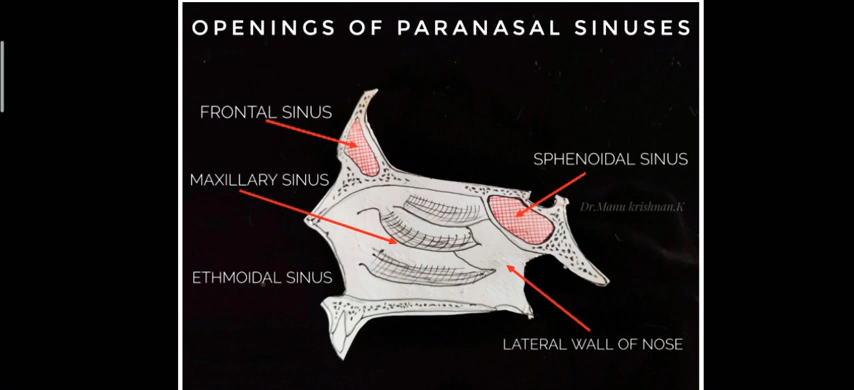 OPENINGS OF PARANASAL SINUSES
FRONTAL SINUS
SPHENOIDAL SINUS
MAXILLARY SINUS
Dr.Manu krishnan.K
ETHMOIDAL SINUS
LATERAL WALL OF NOSE